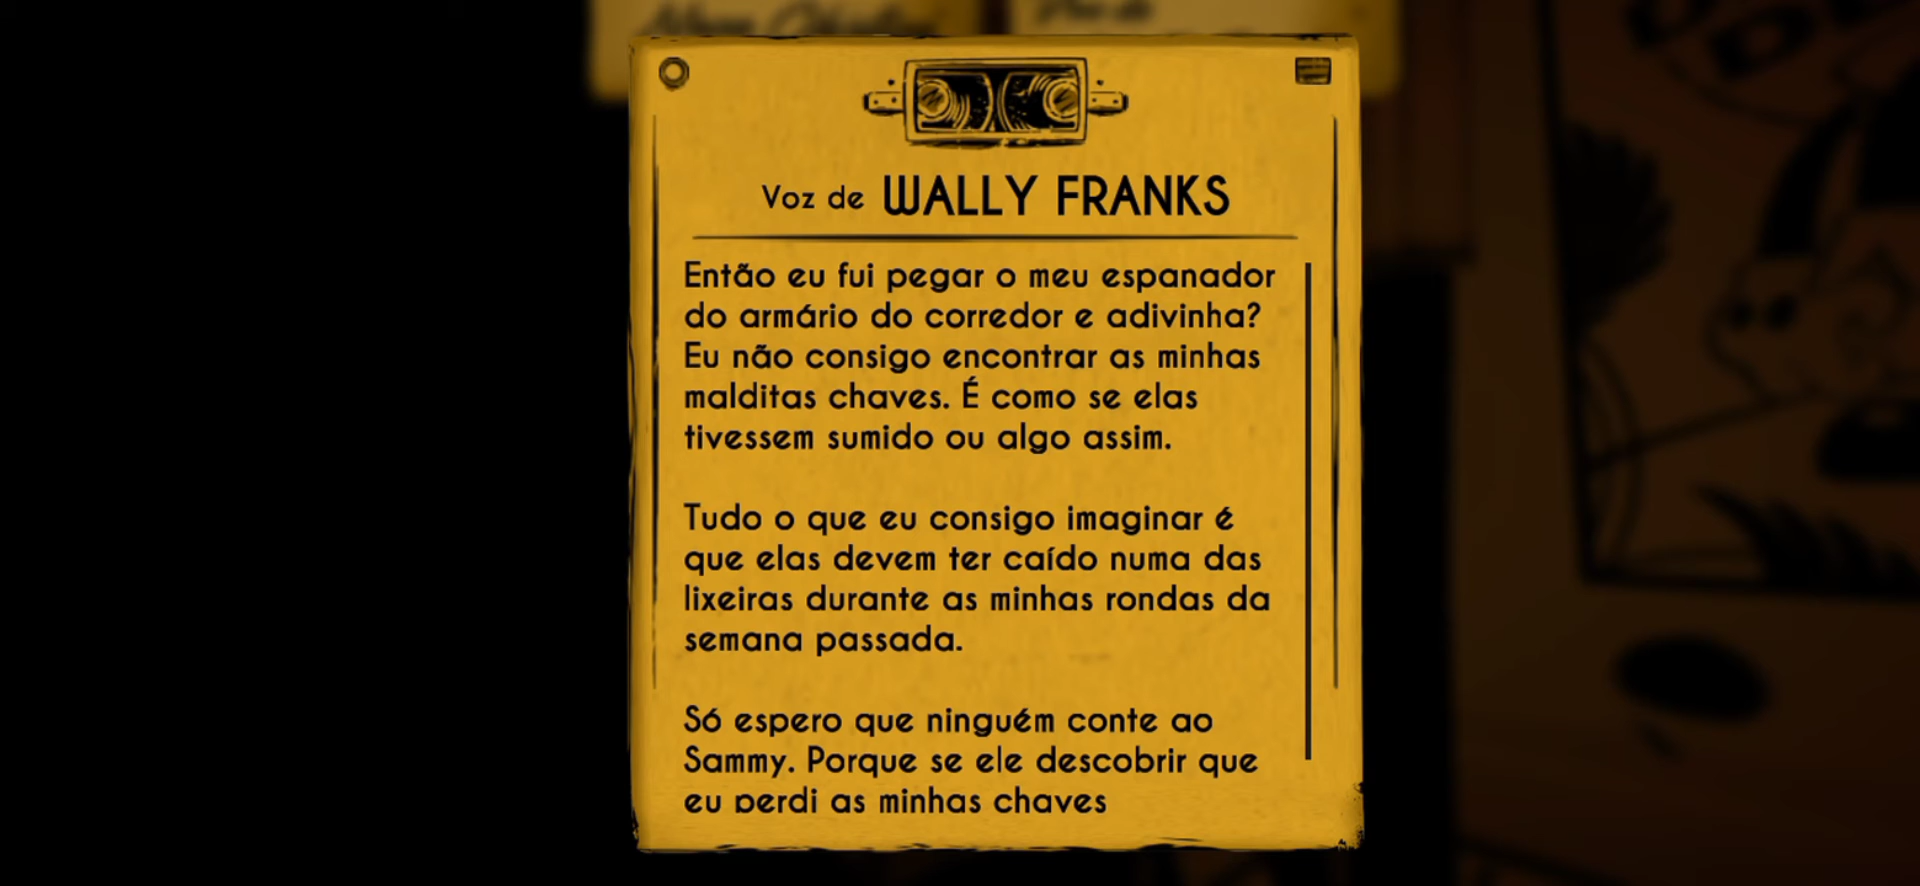 Voz de WALLY FRANKS
Então eu fui pegar o meu espanador
do armário do corredor e adivinha?
Eu não consigo encontrar as minhas
malditas chaves. É como se elas
tivessem sumido ou algo assim.
Tudo o que eu consigo imaginar é
que elas devem ter caído numa das
lixeiras durante as minhas rondas da
semana passada.
Só espero que ninguém conte ao
Sammy. Porque se ele descobrir que
eu perdi as minhas chaves